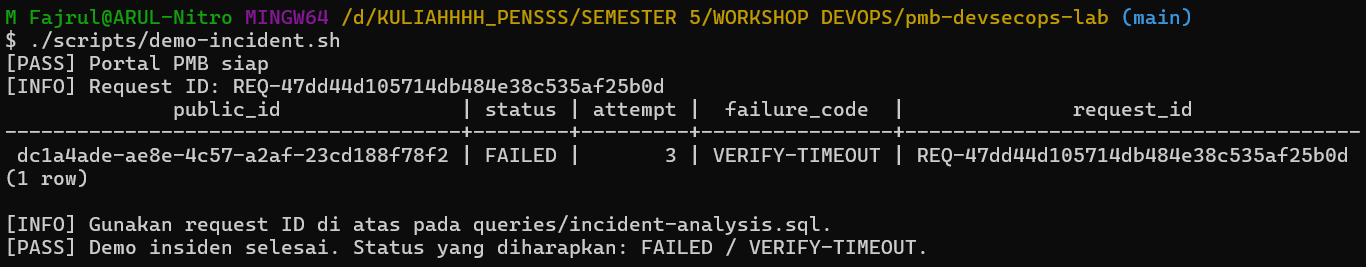 M Fajrul@ARUL-Nitro MINGW64 /d/KULIAHHHH_PENSSS/SEMESTER 5/WORKSHOP DEVOPS/pmb-devsecops-lab (main)
$ ./scripts/demo-incident.sh
[PASS] Portal PMB siap
[INFO] Request ID: REQ-47dd44d105714db484e38c535af25b0d
              public_id               | status | attempt |  failure_code  |              request_id
--------------------------------------+--------+---------+----------------+--------------------------------------
 dc1a4ade-ae8e-4c57-a2af-23cd188f78f2 | FAILED |       3 | VERIFY-TIMEOUT | REQ-47dd44d105714db484e38c535af25b0d
(1 row)
[INFO] Gunakan request ID di atas pada queries/incident-analysis.sql.
[PASS] Demo insiden selesai. Status yang diharapkan: FAILED / VERIFY-TIMEOUT.